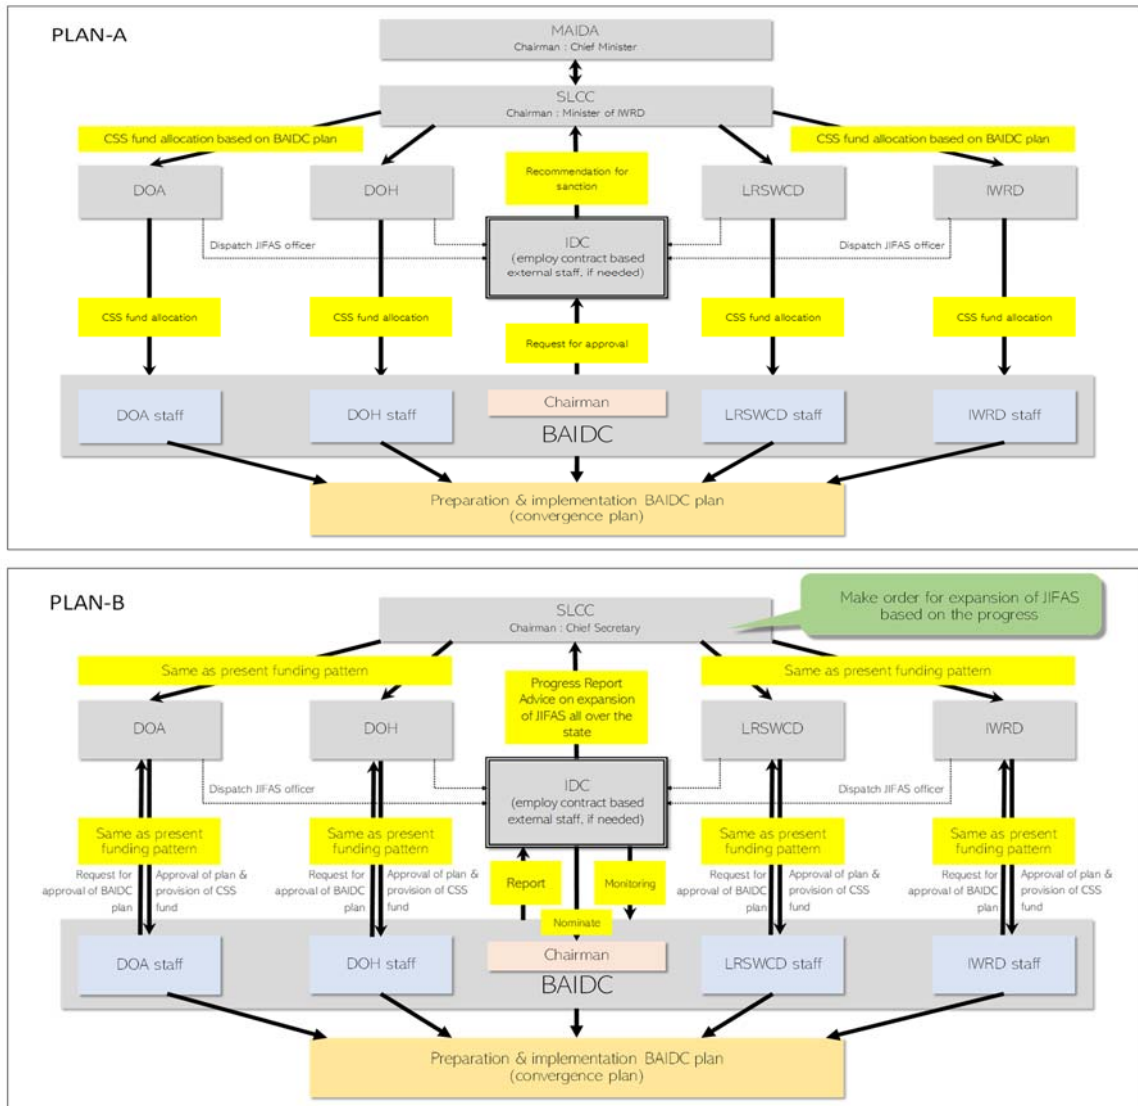 PLAN-A
MAIDA
Chairman : Chief Minister
SLCC
Chairman : Minister of IWRD
CSS fund allocation based on BAIDC plan
CSS fund allocation based on BAIDC plan
DOA
DOH
Recommendation for
sanction
LRSWCD
IWRD
Dispatch JIFAS officer
IDC
(employ contract based
external staff, if needed)
Dispatch JIFAS officer
CSS fund allocation
CSS fund allocation
Request for approval
CSS fund allocation
CSS fund allocation
DOA staff
DOH staff
Chairman
BAIDC
LRSWCD staff
IWRD staff
Preparation & implementation BAIDC plan
(convergence plan)
PLAN-B
SLCC
Chairman : Chief Secretary
Make order for expansion of JIFAS
based on the progress
Same as present funding pattern
Same as present funding pattern
DOA
DOH
Progress Report
Advice on expansion
of JIFAS all over the
state
LRSWCD
IWRD
Dispatch JIFAS officer
IDC
(employ contract based
external staff, if needed)
Dispatch JIFAS officer
Same as present
funding pattern
Same as present
funding pattern
Same as present
funding pattern
Same as present
funding pattern
Request for
approval of BAIDC
plan
Approval of plan &
provision of CSS
fund
Request for
approval of BAIDC
plan
Approval of plan &
provision of CSS
fund
Report
Monitoring
Nominate
Request for
approval of BAIDC
plan
Approval of plan &
provision of CSS
fund
Request for
approval of BAIDC
plan
Approval of plan &
provision of CSS
fund
DOA staff
DOH staff
Chairman
BAIDC
LRSWCD staff
IWRD staff
Preparation & implementation BAIDC plan
(convergence plan)